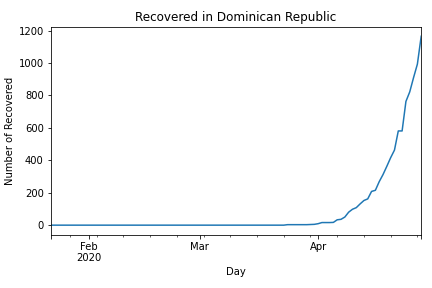 Recovered in Dominican Republic
Number of Recovered
1200
1000
800
600
400
200
0
Feb
2020
Mar
Apr
Day